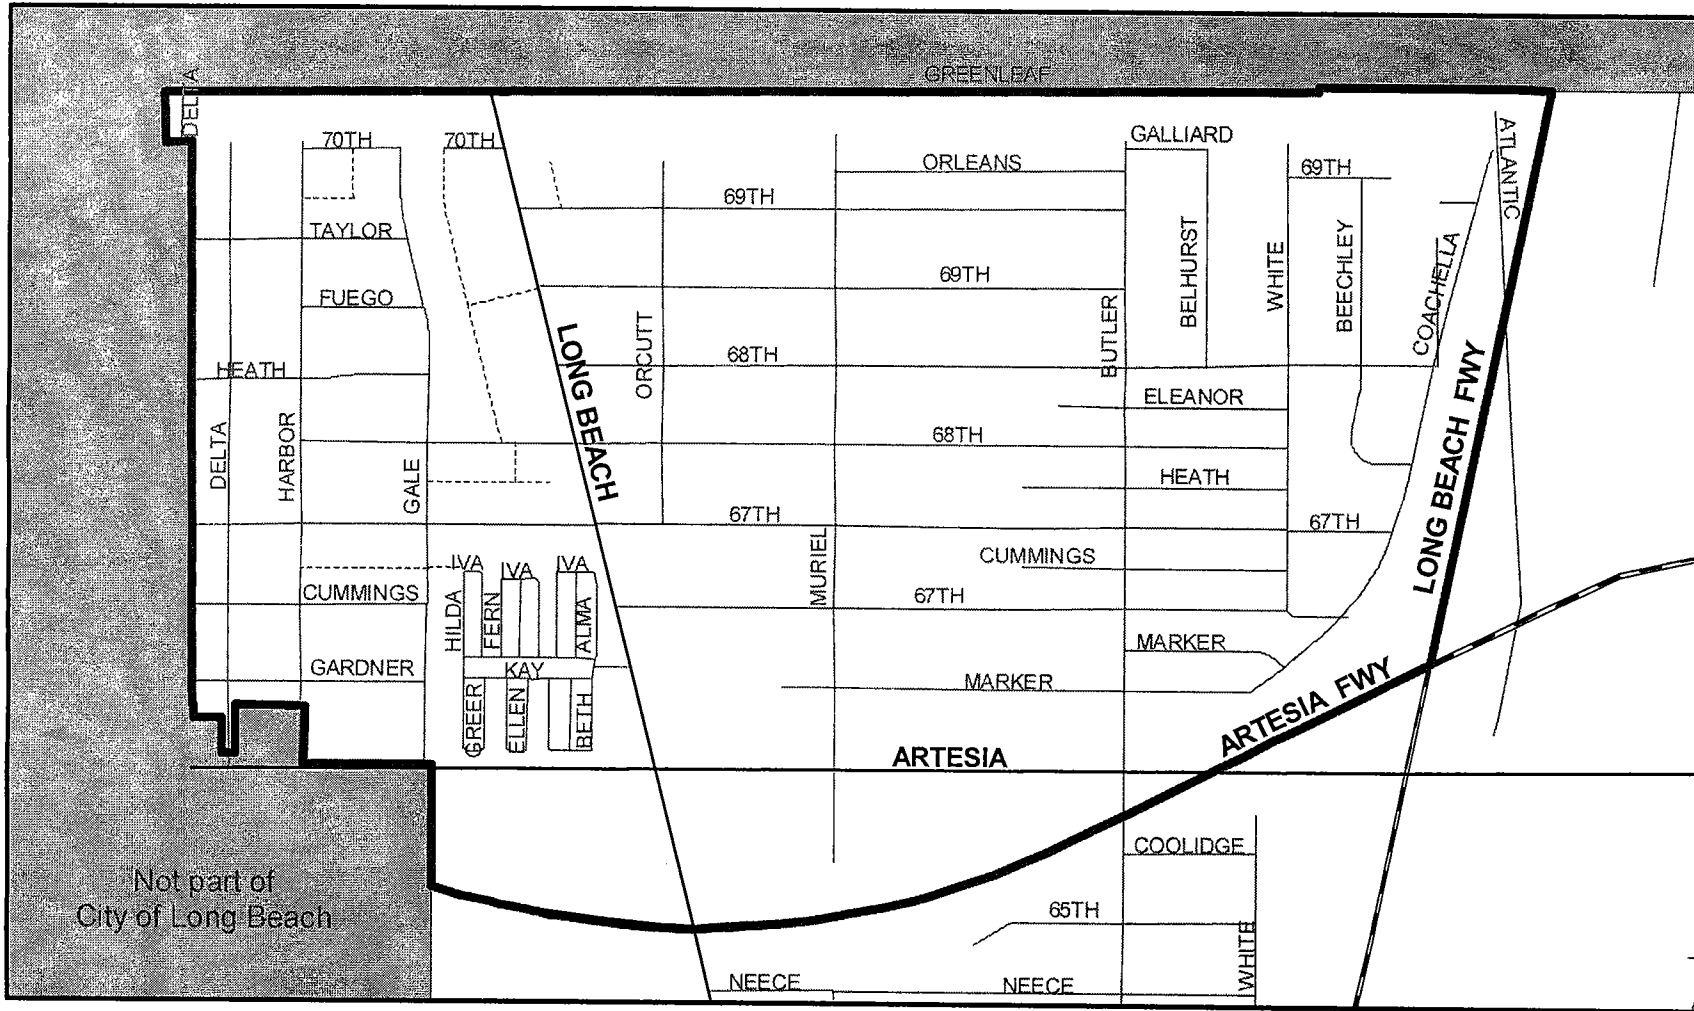 GREENLEAF
DELTA
70TH
70TH
GALLIARD
ATLANTIC
ORLEANS
69TH
69TH
TAYLOR
BELHURST
WHITE
BEECHLEY
COACHELLA
69TH
FUEGO
ORCUTT
BUTLER
LONG BEACH
68TH
HEATH
ELEANOR
LONG BEACH FWY
DELTA
HARBOR
GALE
68TH
HEATH
67TH
67TH
MURIEL
CUMMINGS
IVA
IVA
IVA
CUMMINGS
HILDA
FERN
ALMA
67TH
MARKER
GARDNER
KAY
MARKER
GREER
ELLEN
BETH
ARTESIA FWY
ARTESIA
COOLIDGE
Not part of
City of Long Beach
65TH
WHITE
NEECE
NEECE